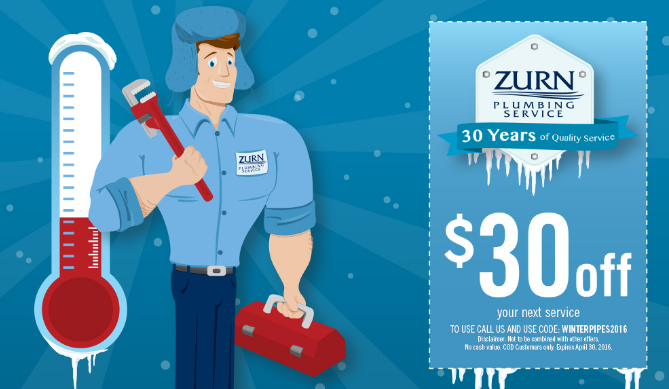 ZURN
PLUMBING
SERVICE
ZURN
PLUMBING
SERVICE
30 Years of Quality Service
$30 off
your next service
TO USE CALL US AND USE CODE: WINTERPIPES2016
Disclaimer: Not to be combined with other offers.
No cash value. COD Customers only. Expires April 30, 2016.